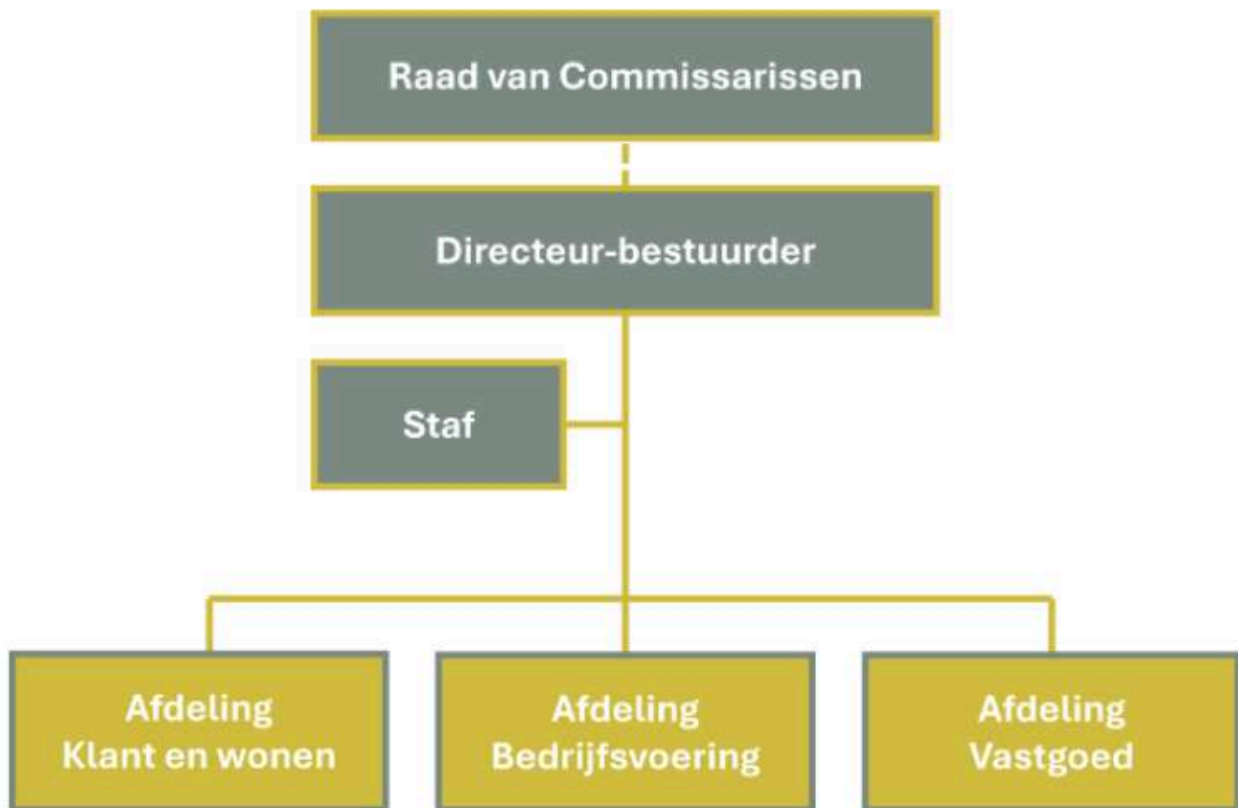 Raad van Commissarissen
Directeur-bestuurder
Staf
Afdeling
Klant en wonen
Afdeling
Bedrijfsvoering
Afdeling
Vastgoed